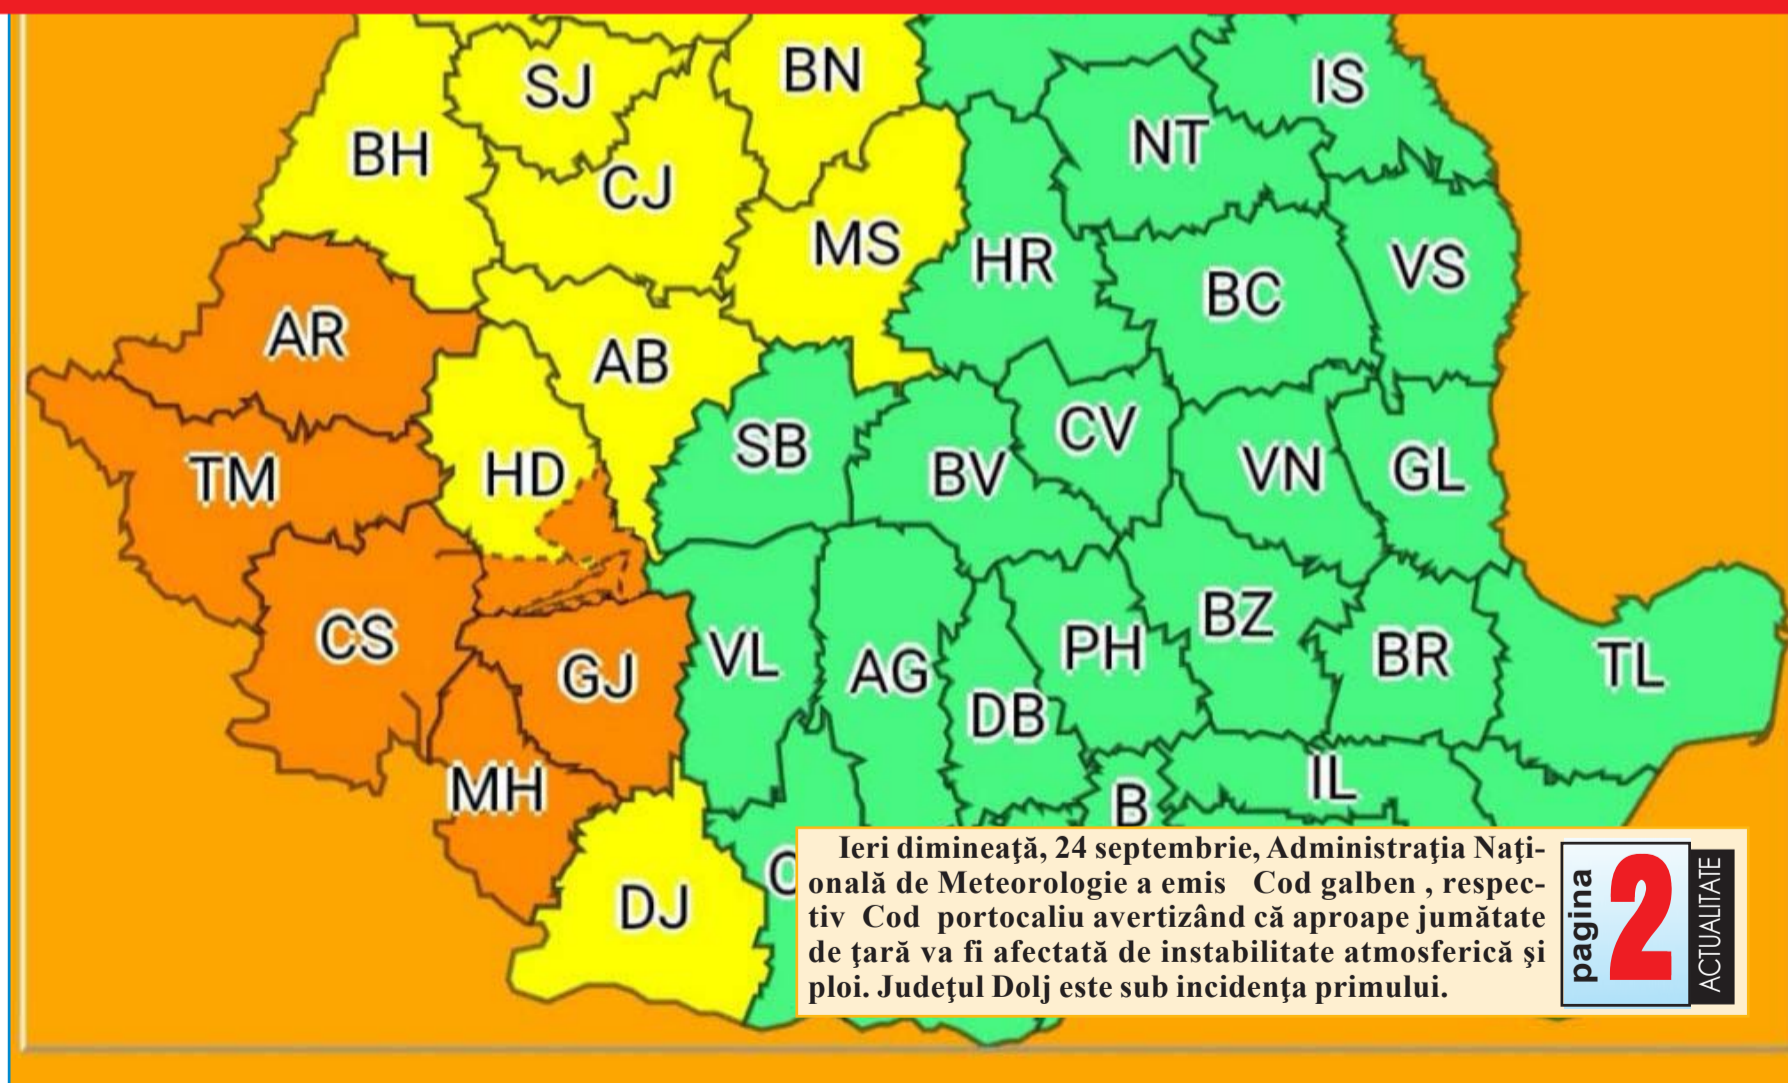 BN
SJ
IS
NT
BH
CJ
MS
HR
VS
BC
AR
AB
CV
SB
BV
VN
GL
HD
TM
BZ
CS
PH
VL
BR
TL
GJ
AG
DB
MH
IL
B
DJ
Ieri dimineaţă, 24 septembrie, Administraţia Naţi-
onală de Meteorologie a emis Cod galben , respec-
tiv Cod portocaliu avertizând că aproape jumătate
de ţară va fi afectată de instabilitate atmosferică şi
ploi. Judeţul Dolj este sub incidenţa primului.
pagina
2
ACTUALITATE